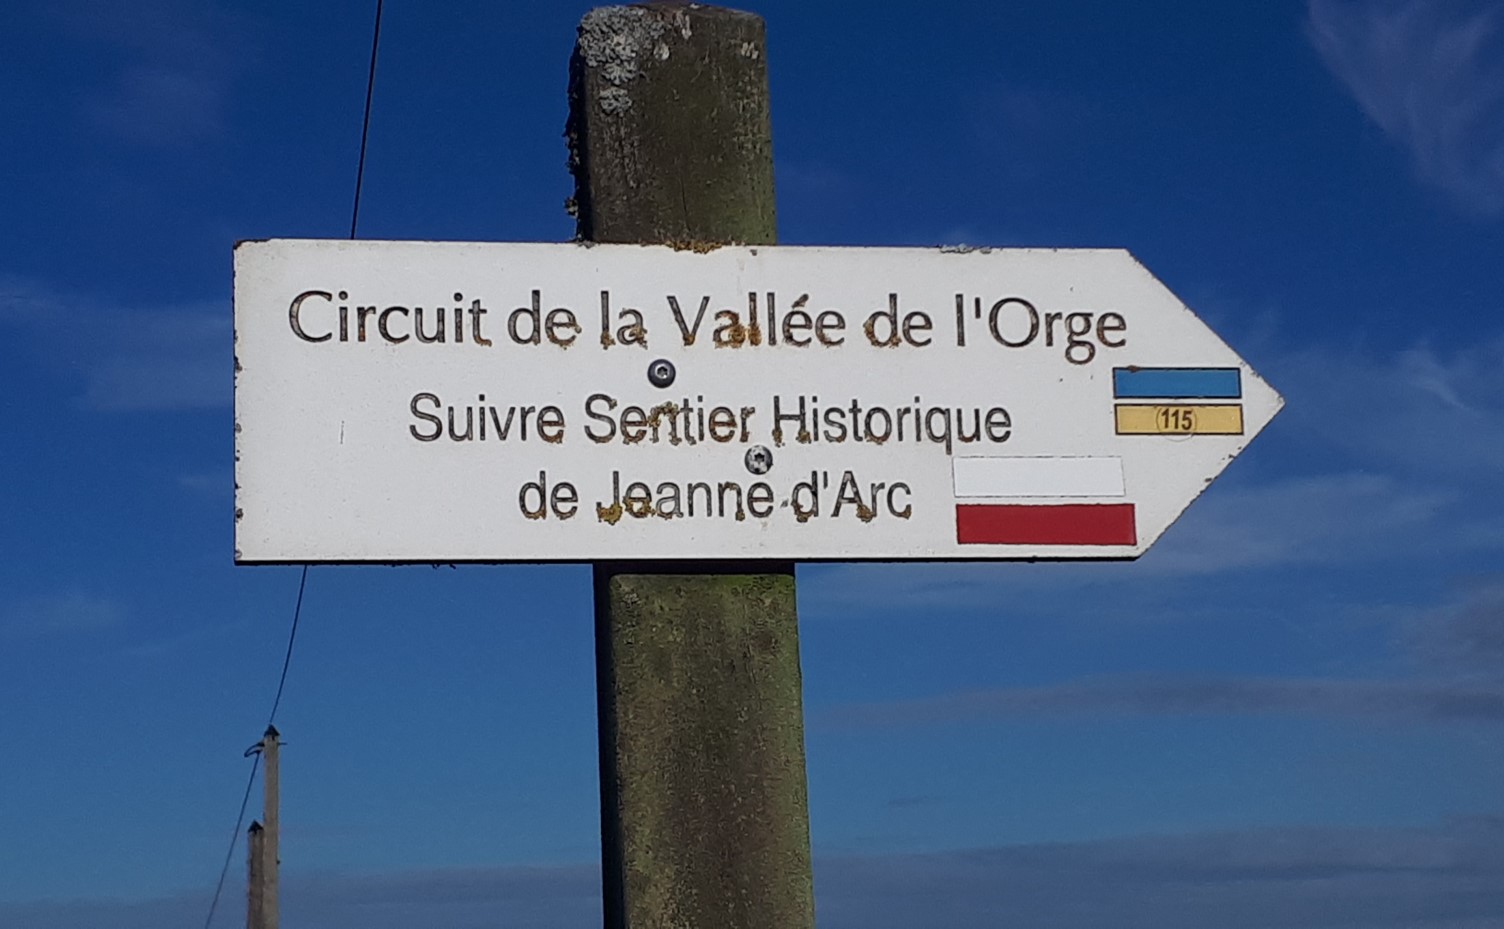 Circuit de la Vallée de l'Orge
Suivre Sentier Historique
de Jeanne d'Arc
115